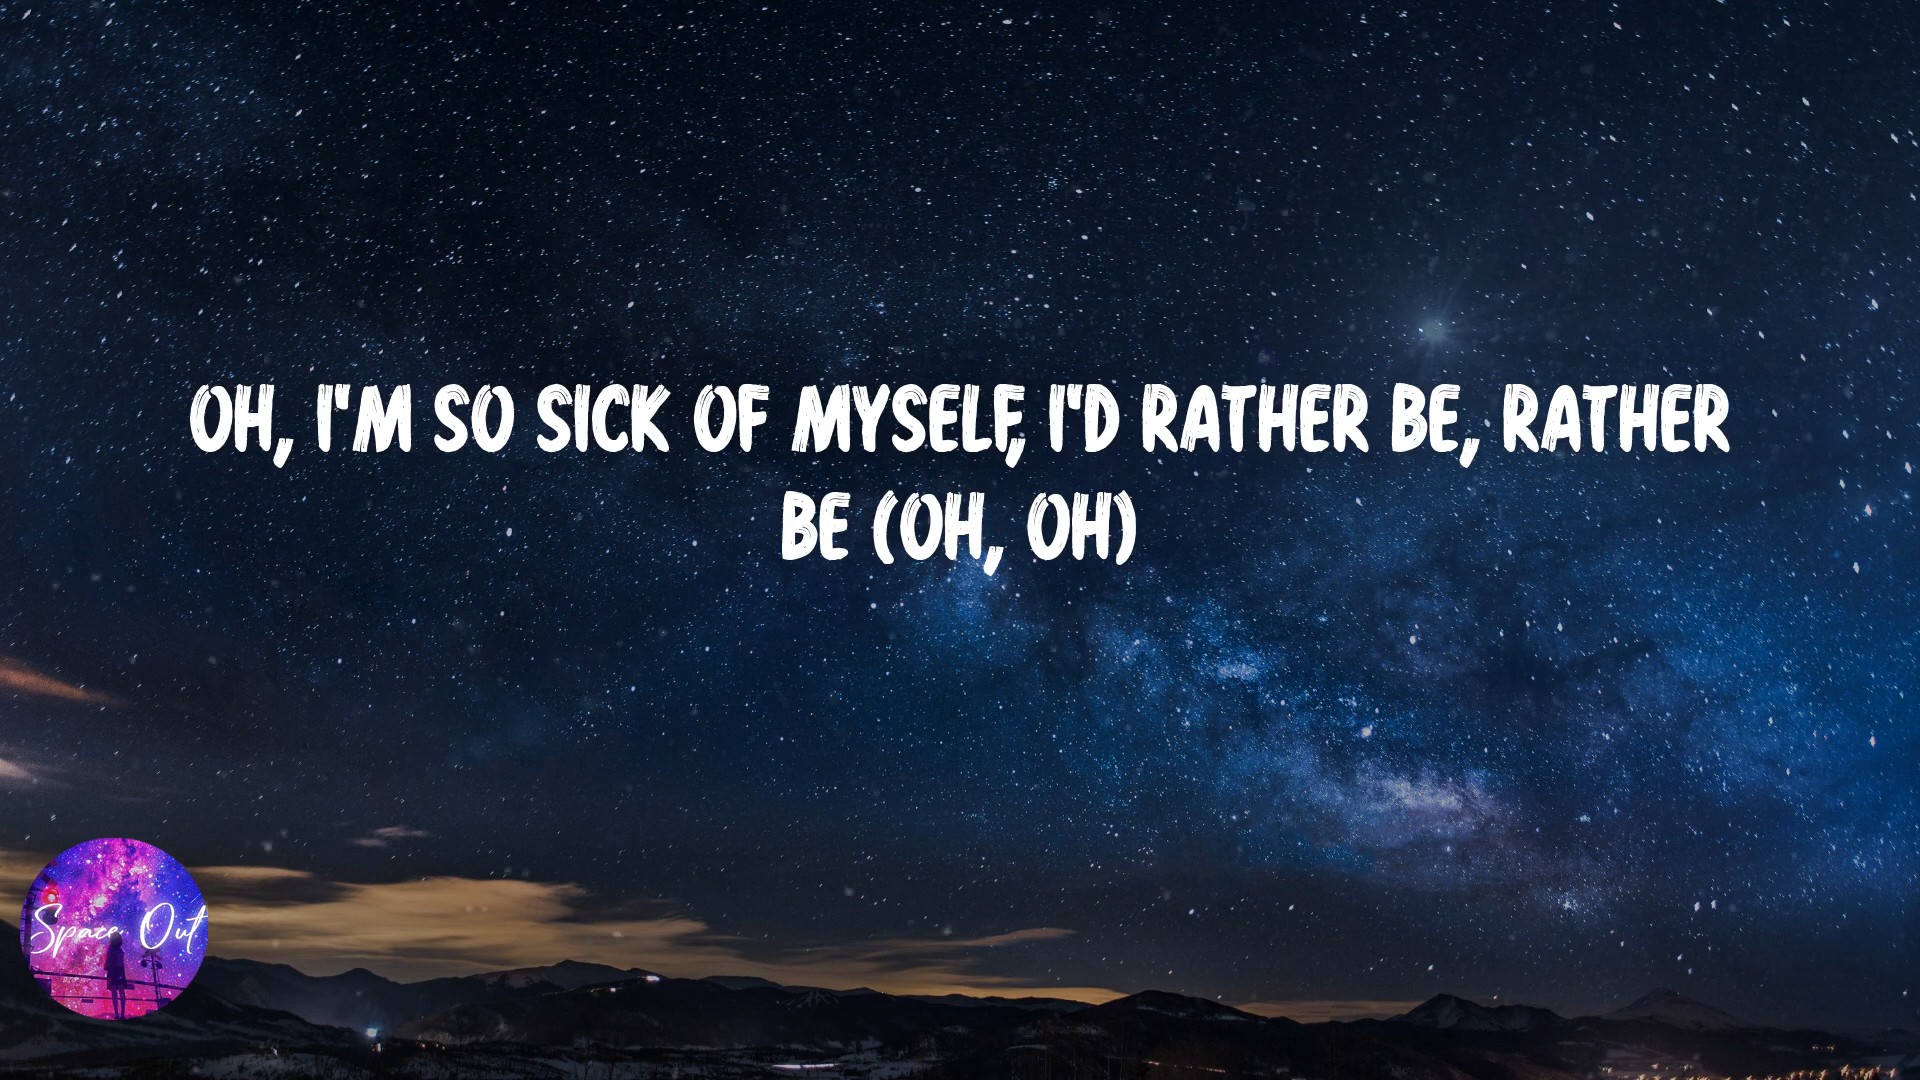 OH, I"M SO SICK OF MYSELF, I"D RATHER BE, RATHER
BE (OH, OH)
Space Out